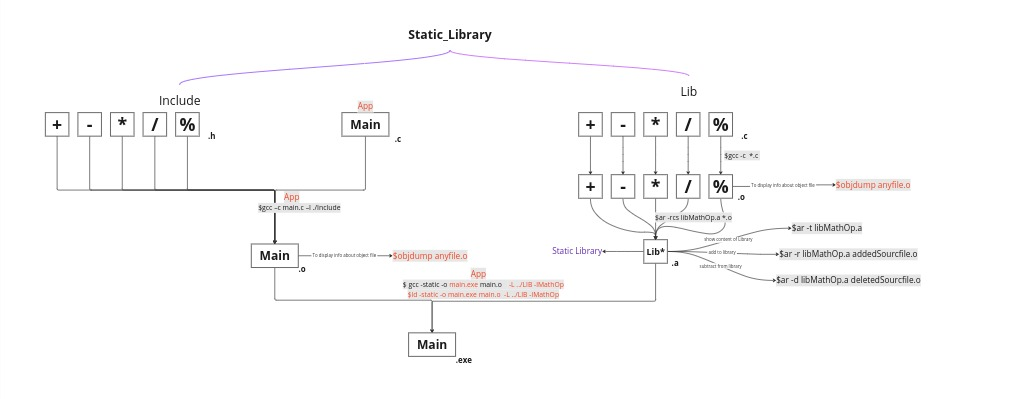 Static_Library
Include
Lib
+ - * / % .h
App
Main .c
+ - * / % .c
$gcc -c *.c
+ - * / % .o
To display info about object file
$objdump anyfile.o
App
$gcc -c main.c -I ./Include
$ar -rcs libMathOp.a *.o
Main .o
To display info about object file
$objdump anyfile.o
Static Library
Lib* .a
show content of Library
$ar -t libMathOp.a
add to library
$ar -r libMathOp.a addedSourcfile.o
subtract from library
$ar -d libMathOp.a deletedSourcfile.o
App
$ gcc -static -o main.exe main.o -L ../LIB -lMathOp
$ld -static -o main.exe main.o -L ../LIB -lMathOp
Main .exe